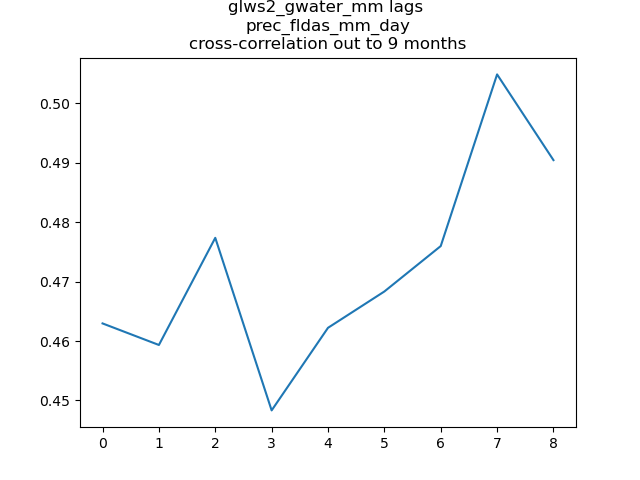 glws2_gwater_mm lags
prec_fldas_mm_day
cross-correlation out to 9 months
0.50
0.49
0.48
0.47
0.46
0.45
0 1 2 3 4 5 6 7 8